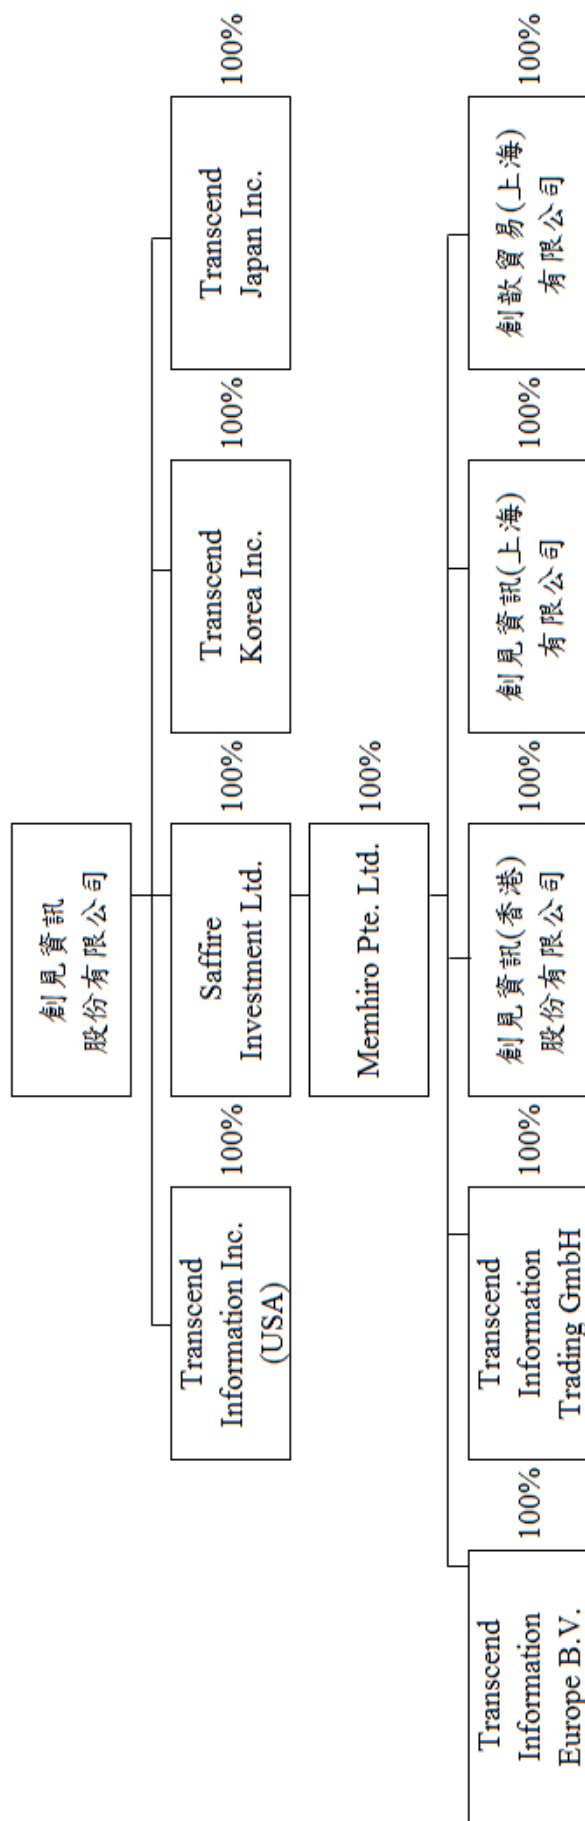 創見資訊
股份有限公司
Transcend
Information Inc.
(USA)
100%
Saffire
Investment Ltd.
100%
Transcend
Korea Inc.
100%
Transcend
Japan Inc.
100%
Memhiro Pte. Ltd.
100%
Transcend
Information
Europe B.V.
100%
Transcend
Information
Trading GmbH
100%
創見資訊(香港)
股份有限公司
100%
創見資訊(上海)
有限公司
100%
創歆貿易(上海)
有限公司
100%